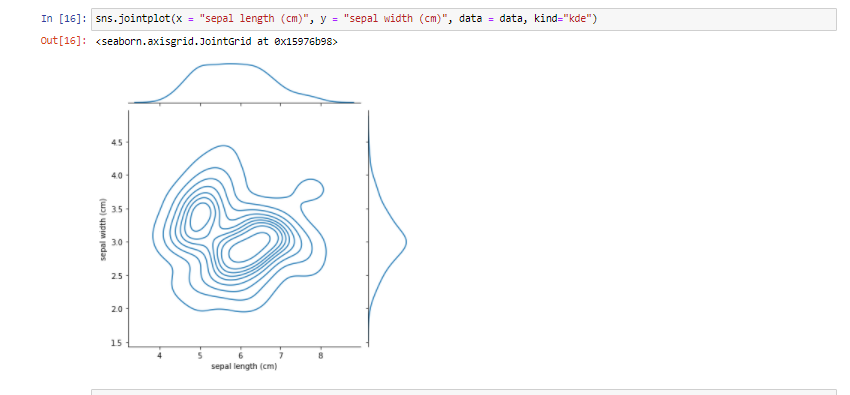 In [16]: sns.jointplot(x = "sepal length (cm)", y = "sepal width (cm)", data = data, kind="kde")
Out[16]: <seaborn.axisgrid.JointGrid at 0x15976b98>
4.5
4.0
3.5
3.0
2.5
2.0
1.5
sepal width (cm)
4 5 6 7 8
sepal length (cm)